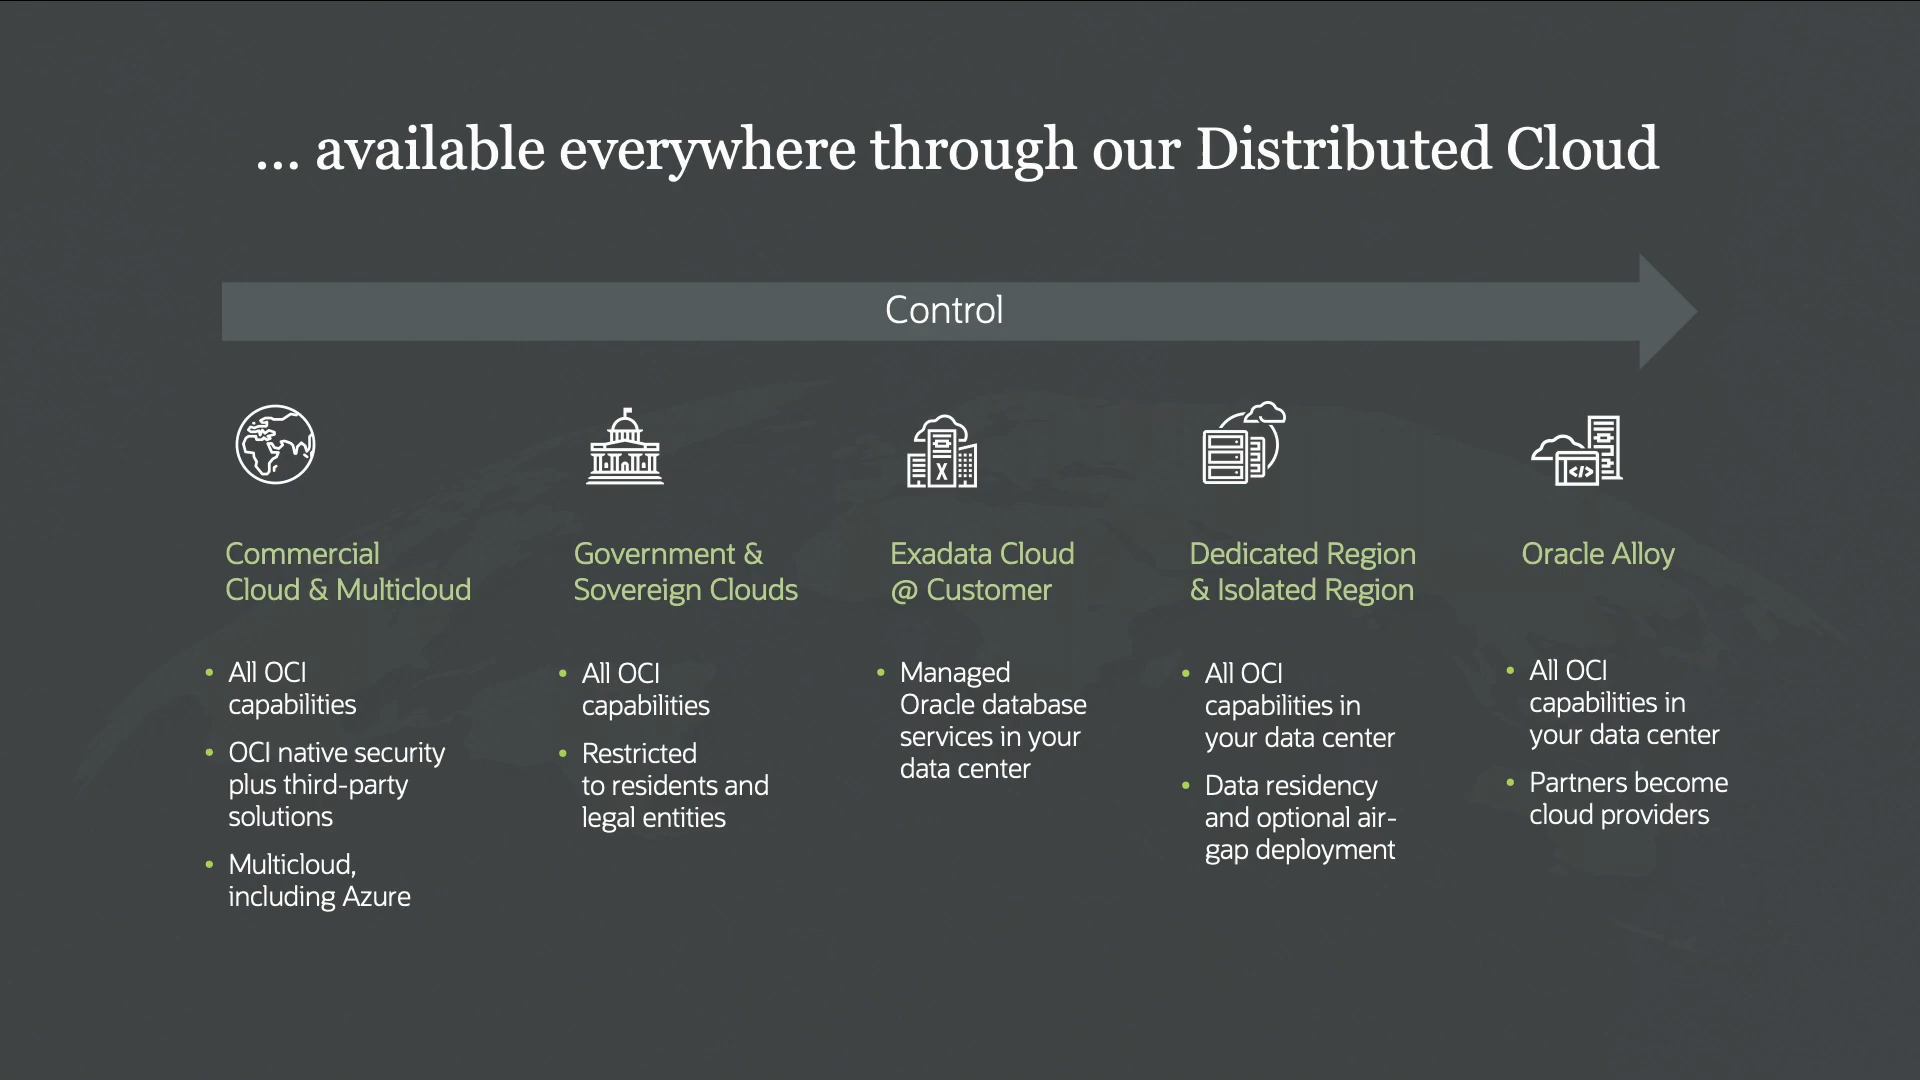 ... available everywhere through our Distributed Cloud
Control
X
</>
Commercial
Cloud & Multicloud
• All OCI
capabilities
• OCI native security
plus third-party
solutions
• Multicloud,
including Azure
Government &
Sovereign Clouds
• All OCI
capabilities
• Restricted
to residents and
legal entities
Exadata Cloud
@ Customer
• Managed
Oracle database
services in your
data center
Dedicated Region
& Isolated Region
• All OCI
capabilities in
your data center
• Data residency
and optional air-
gap deployment
Oracle Alloy
• All OCI
capabilities in
your data center
• Partners become
cloud providers